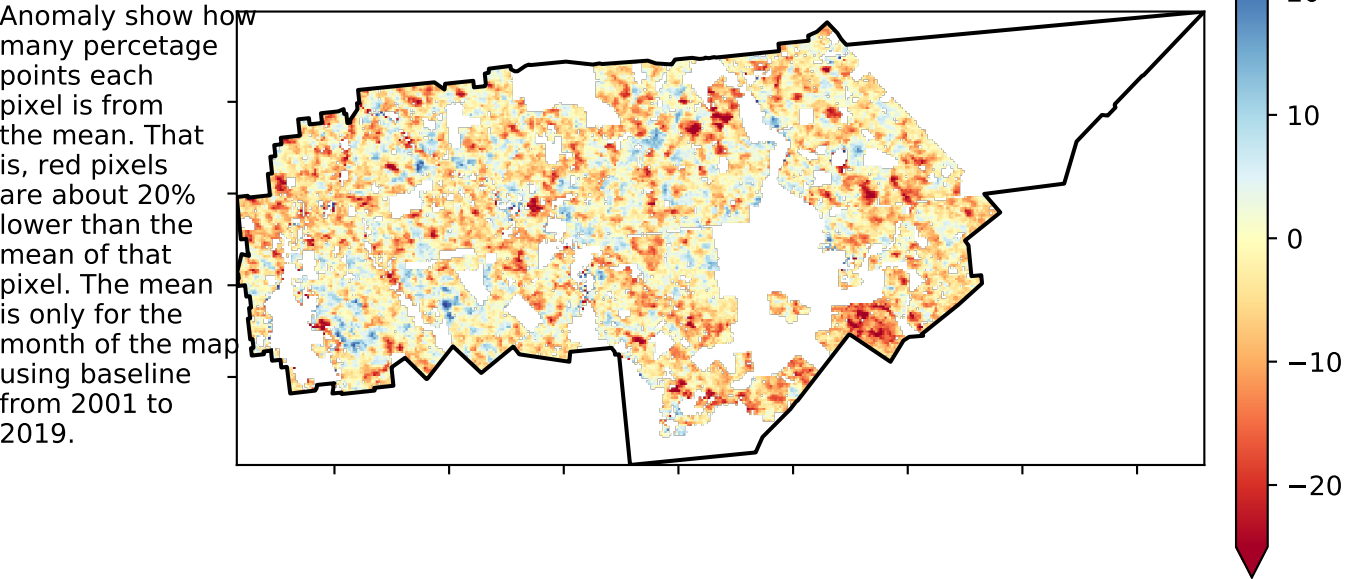 Anomaly show how
many percetage
points each
pixel is from
the mean. That
is, red pixels
are about 20%
lower than the
mean of that
pixel. The mean
is only for the
month of the map
using baseline
from 2001 to
2019.
10
0
−10
−20